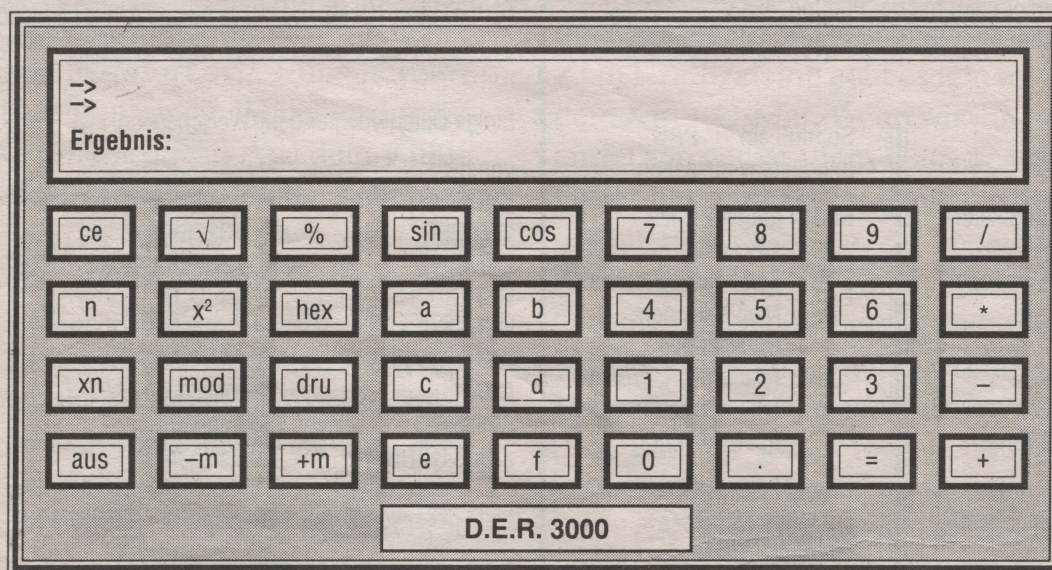 –>
–>
Ergebnis:
ce √ % sin cos 7 8 9 /
n x² hex a b 4 5 6 *
xn mod dru c d 1 2 3 –
aus –m +m e f 0 . = +
D.E.R. 3000